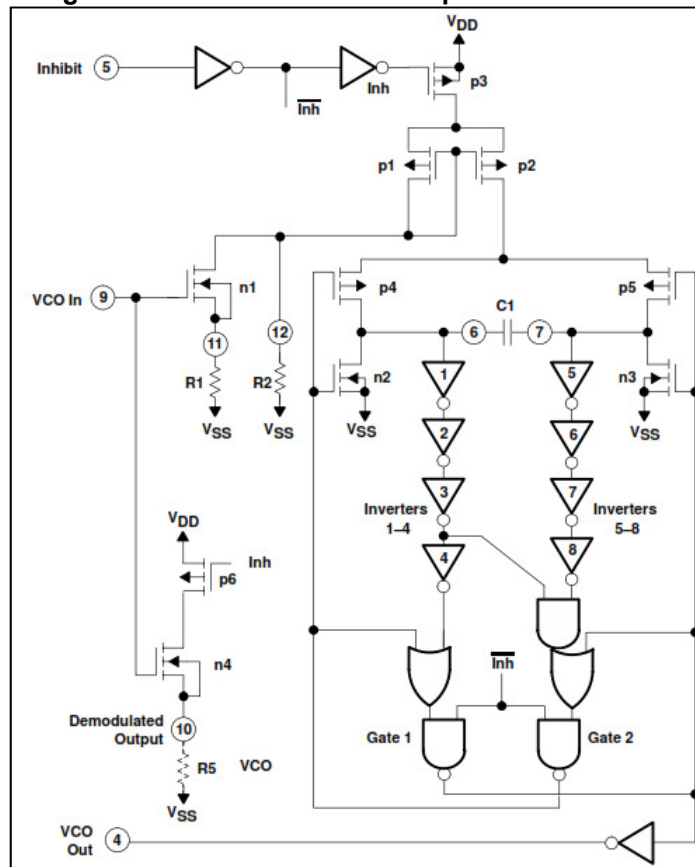 VDD
Inhibit 5
Inh
p3
Inh
p1
p2
p4
p5
VCO In 9
n1
C1
6
7
11
12
1
5
n2
n3
R1
R2
VSS
VSS
VSS
VSS
2
6
3
7
Inverters
1–4
Inverters
5–8
VDD
4
8
Inh
p6
n4
Inh
Demodulated
Output
10
Gate 1
Gate 2
R5
VCO
VSS
VCO
Out
4